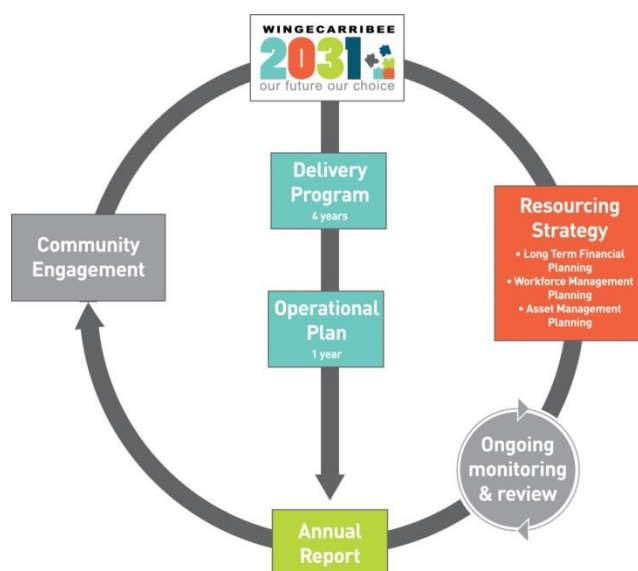 WINGECARRIBEE
2031
our future our choice
Delivery
Program
4 years
Community
Engagement
Resourcing
Strategy
• Long Term Financial
Planning
• Workforce Management
Planning
• Asset Management
Planning
Operational
Plan
1 year
Ongoing
monitoring
& review
Annual
Report